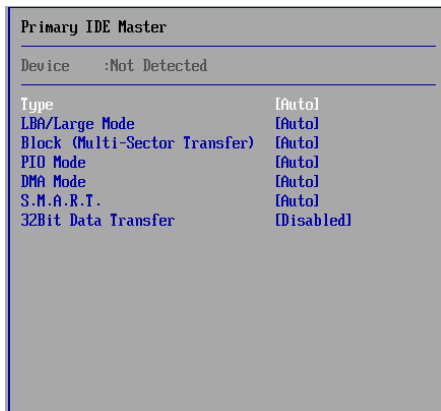 Primary IDE Master
Device :Not Detected
Type [Auto]
LBA/Large Mode [Auto]
Block (Multi-Sector Transfer) [Auto]
PIO Mode [Auto]
DMA Mode [Auto]
S.M.A.R.T. [Auto]
32Bit Data Transfer [Disabled]